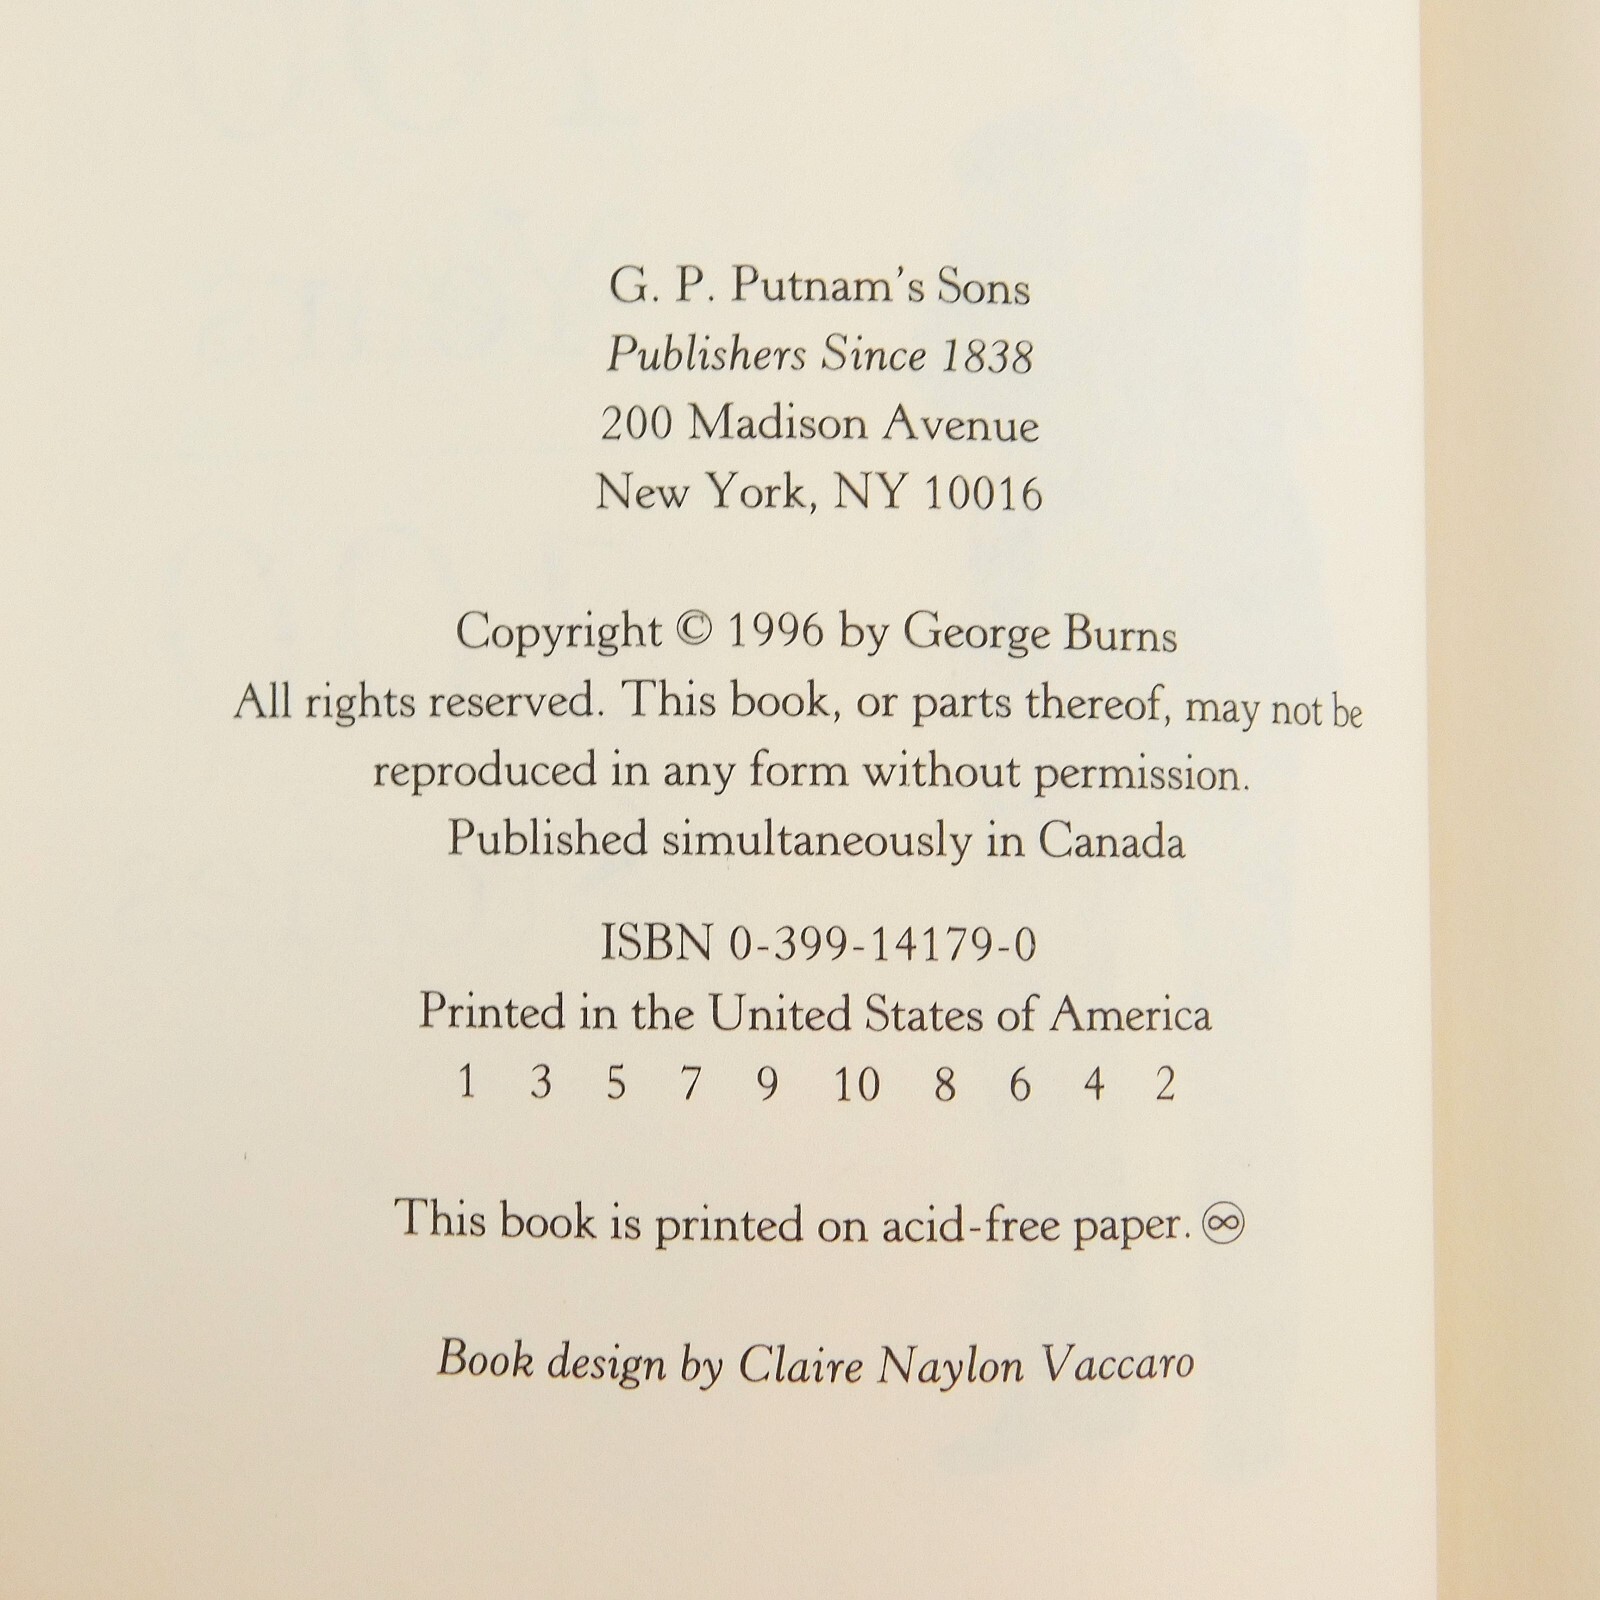 G. P. Putnam's Sons
Publishers Since 1838
200 Madison Avenue
New York, NY 10016
Copyright © 1996 by George Burns
All rights reserved. This book, or parts thereof, may not be
reproduced in any form without permission.
Published simultaneously in Canada
ISBN 0-399-14179-0
Printed in the United States of America
1 3 5 7 9 10 8 6 4 2
This book is printed on acid-free paper. ♾
Book design by Claire Naylon Vaccaro